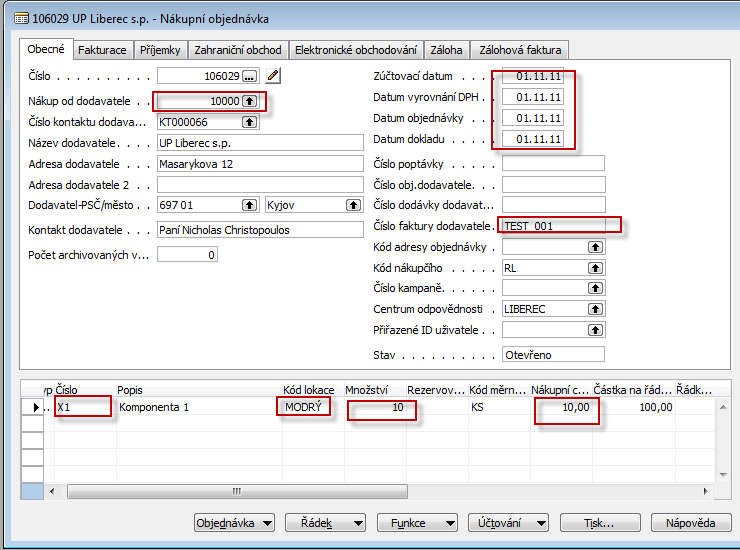 106029 UP Liberec s.p. - Nákupní objednávka
Obecné Fakturace Příjemky Zahraniční obchod Elektronické obchodování Záloha Zálohová faktura
Číslo . . . . . . . . . . 106029 ...
Nákup od dodavatele . . 10000
Číslo kontaktu dodava... KT000066
Název dodavatele. . . . UP Liberec s.p.
Adresa dodavatele . . . Masarykova 12
Adresa dodavatele 2 . .
Dodavatel-PSČ/město . . 697 01 Kyjov
Kontakt dodavatele . . . Paní Nicholas Christopoulos
Počet archivovaných v... 0
Zúčtovací datum . . . . 01.11.11
Datum vyrovnání DPH . . 01.11.11
Datum objednávky . . . 01.11.11
Datum dokladu . . . . . 01.11.11
Číslo poptávky . . . . .
Číslo obj.dodavatele. . .
Číslo dodávky dodavat...
Číslo faktury dodavatele. TEST_001
Kód adresy objednávky .
Kód nákupčího . . . . . RL
Číslo kampaně. . . . . .
Centrum odpovědnosti . LIBEREC
Přiřazené ID uživatele . .
Stav . . . . . . . . . . Otevřeno
yp Číslo Popis Kód lokace Množství Rezervov... Kód měrn... Nákupní c... Částka na řád... Řádk...
... X1 Komponenta 1 MODRÝ 10 KS 10,00 100,00
Objednávka Řádek Funkce Účtování Tisk... Nápověda